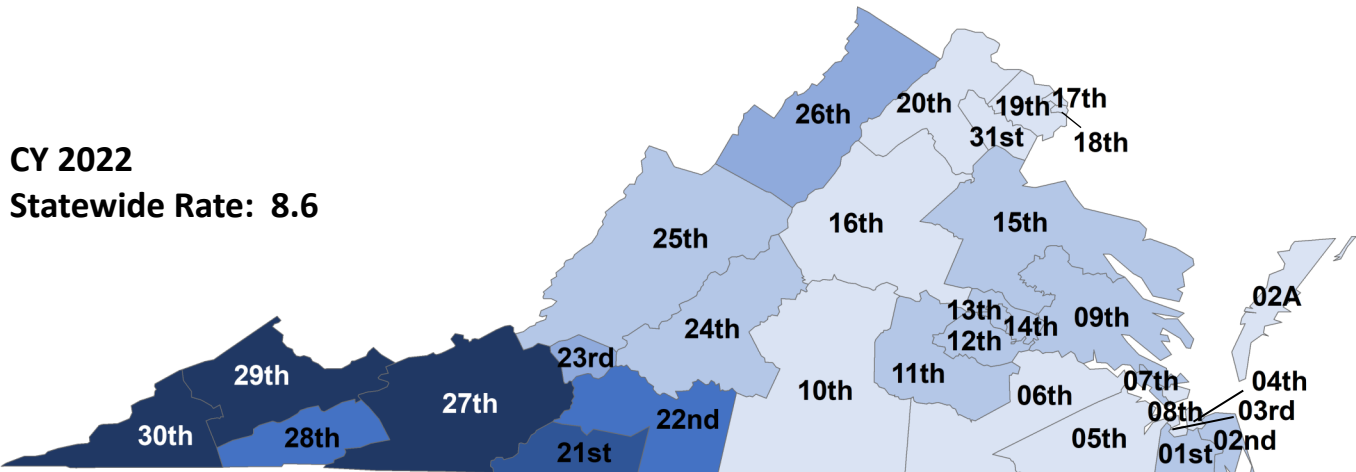 CY 2022
Statewide Rate: 8.6
26th
20th
19th
17th
31st
18th
25th
16th
15th
02A
13th
14th
09th
24th
12th
23rd
29th
11th
07th
04th
10th
06th
27th
08th
03rd
22nd
30th
28th
05th
02nd
21st
01st